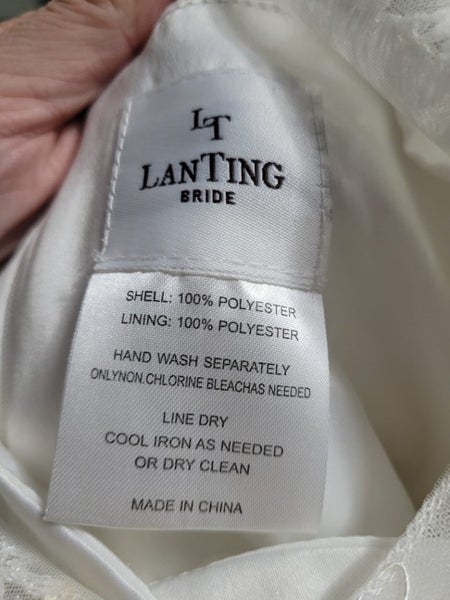 LT
LANTING
BRIDE
SHELL: 100% POLYESTER
LINING: 100% POLYESTER
HAND WASH SEPARATELY
ONLYNON.CHLORINE BLEACHAS NEEDED
LINE DRY
COOL IRON AS NEEDED
OR DRY CLEAN
MADE IN CHINA